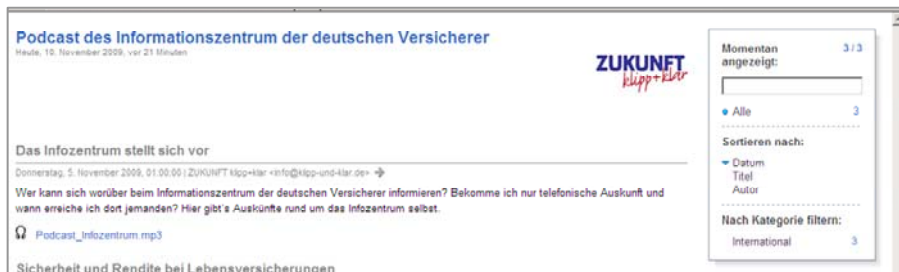 Podcast des Informationszentrum der deutschen Versicherer
Heute, 10. November 2009, vor 21 Minuten
ZUKUNFT
klipp+klar
Das Infozentrum stellt sich vor
Donnerstag, 5. November 2009, 01:00:00 | ZUKUNFT klipp+klar <info@klipp-und-klar.de>
Wer kann sich worüber beim Informationszentrum der deutschen Versicherer informieren? Bekomme ich nur telefonische Auskunft und
wann erreiche ich dort jemanden? Hier gibt's Auskünfte rund um das Infozentrum selbst.
Podcast_Infozentrum.mp3
Sicherheit und Rendite bei Lebensversicherungen
Momentan 3 / 3
angezeigt:
Alle 3
Sortieren nach:
Datum
Titel
Autor
Nach Kategorie filtern:
International 3